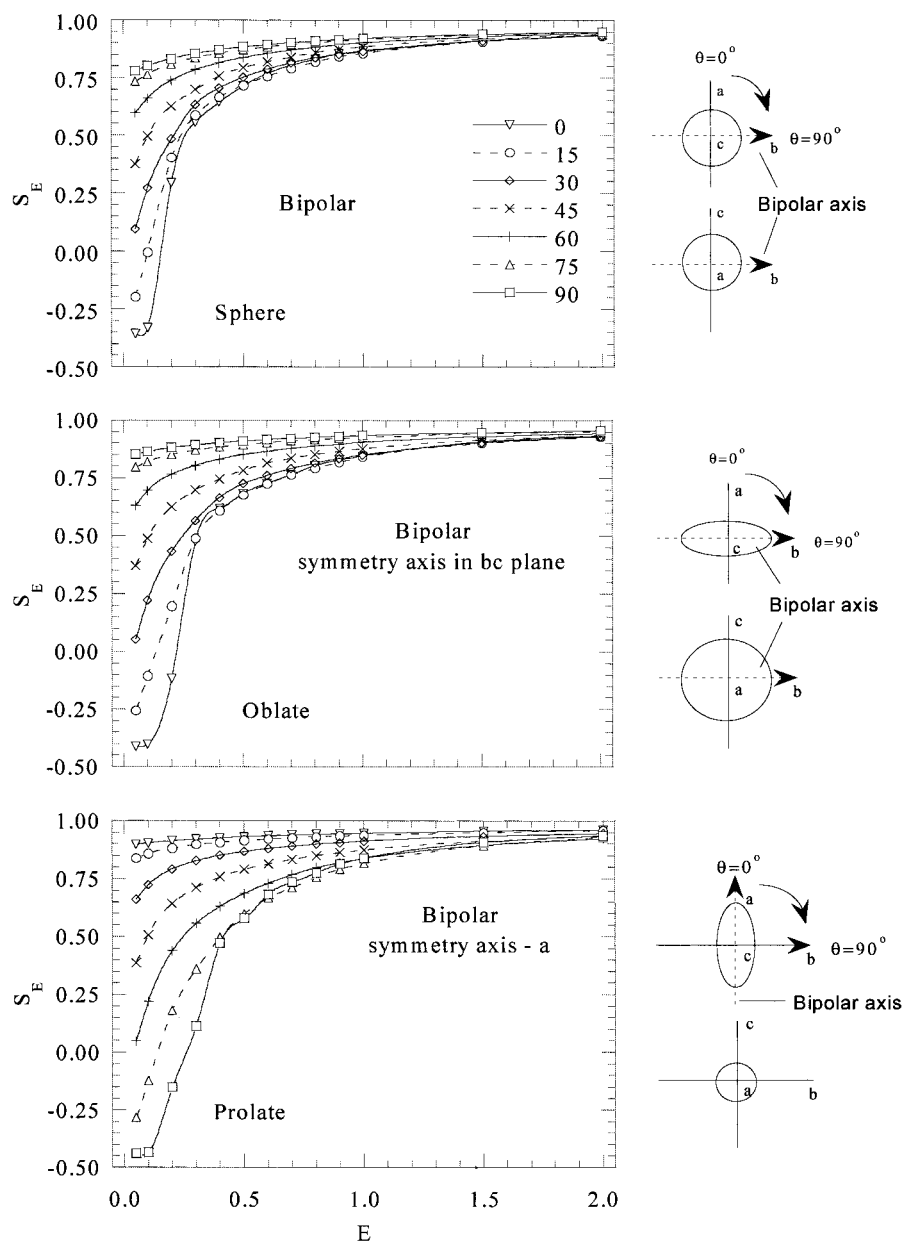 1.00
0.75
0.50
0.25
0.00
-0.25
-0.50
S_E
Bipolar
Sphere
0
15
30
45
60
75
90
θ=0°
a
c
b
θ=90°
Bipolar axis
c
a
b
1.00
0.75
0.50
0.25
0.00
-0.25
-0.50
S_E
Bipolar
symmetry axis in bc plane
Oblate
θ=0°
a
c
b
θ=90°
Bipolar axis
c
a
b
1.00
0.75
0.50
0.25
0.00
-0.25
-0.50
S_E
Bipolar
symmetry axis - a
Prolate
0.0 0.5 1.0 1.5 2.0
E
θ=0°
a
c
b
θ=90°
Bipolar axis
c
a
b